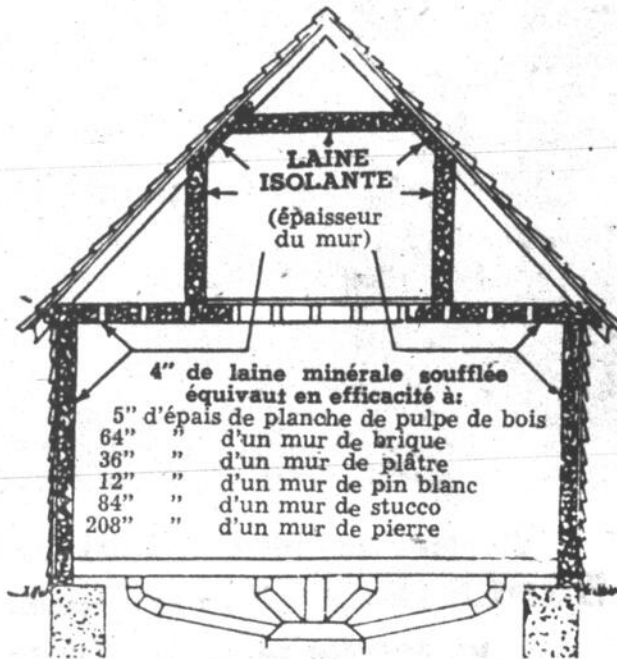 LAINE
ISOLANTE
(épaisseur
du mur)
4" de laine minérale soufflée
équivaut en efficacité à:
5" d'épais de planche de pulpe de bois
64" " d'un mur de brique
36" " d'un mur de plâtre
12" " d'un mur de pin blanc
84" " d'un mur de stucco
208" " d'un mur de pierre